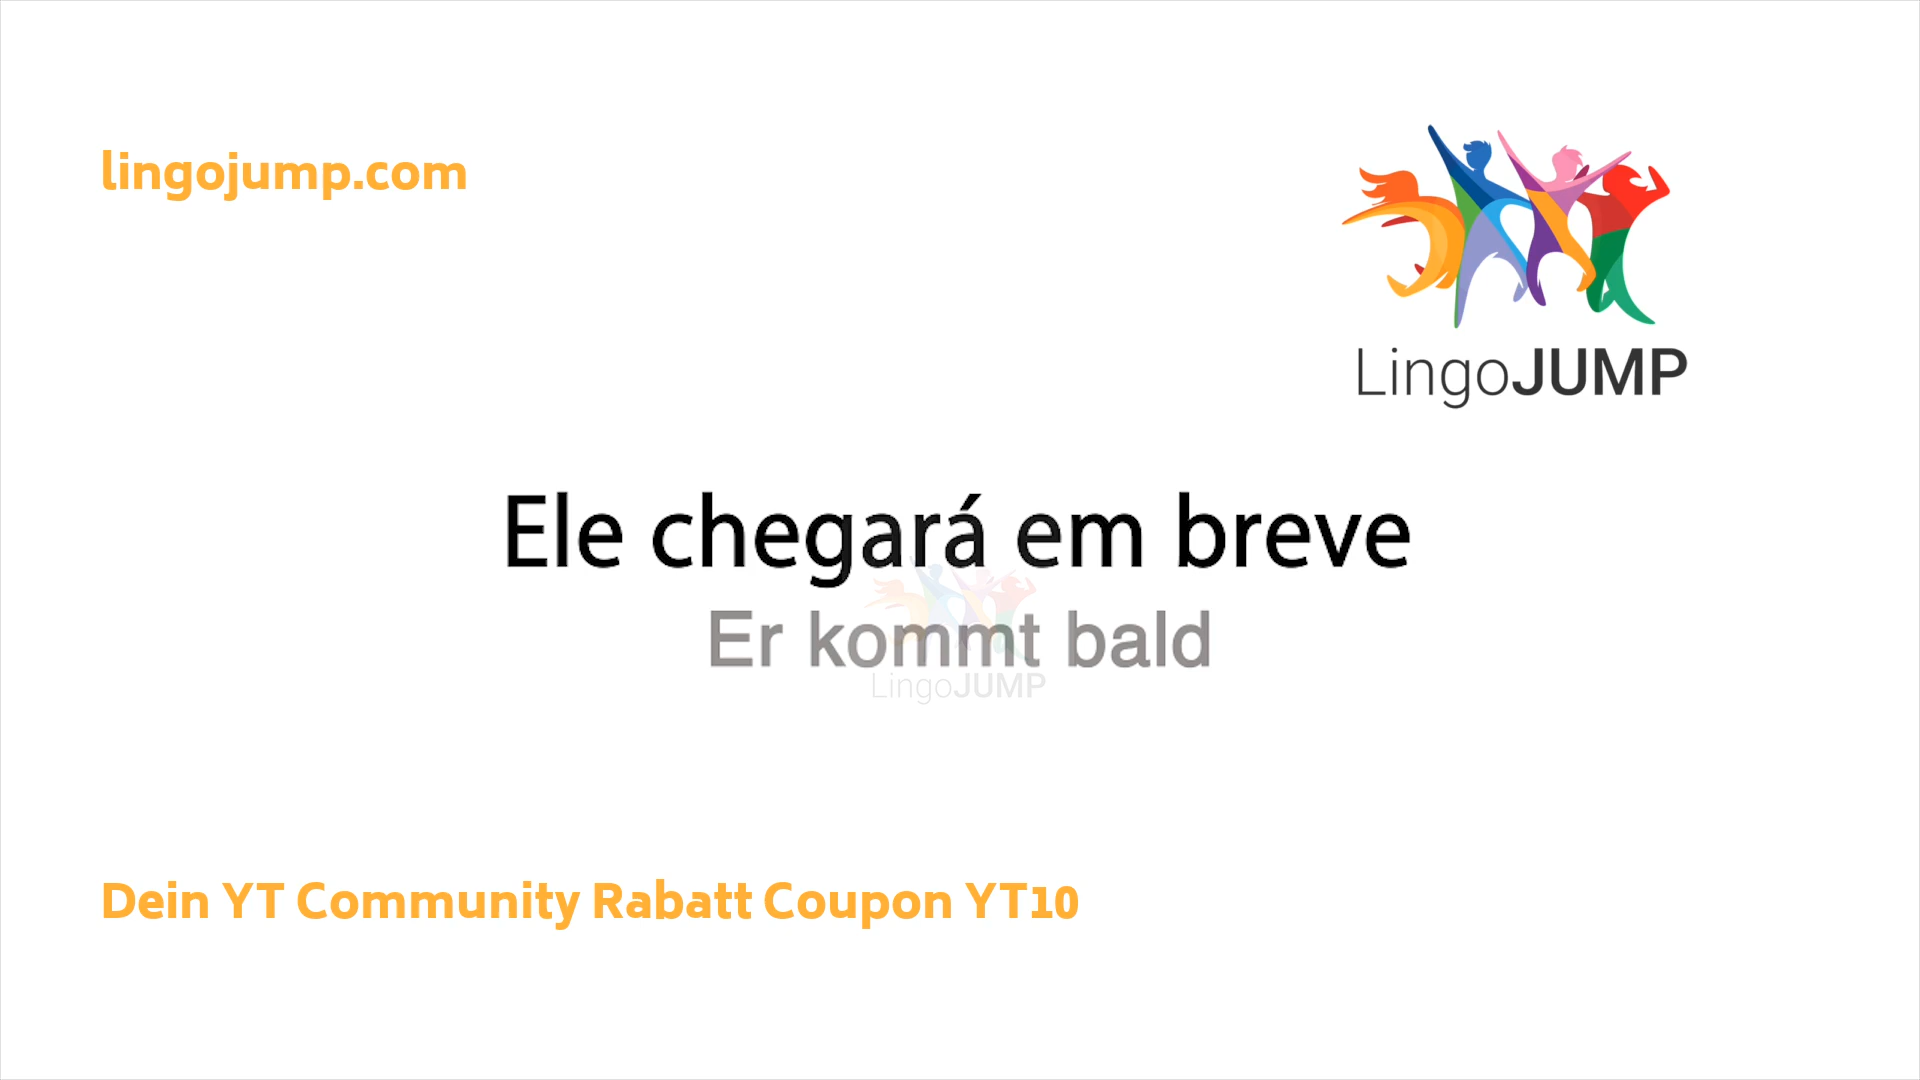 lingojump.com
LingoJUMP
Ele chegará em breve
Er kommt bald
LingoJUMP
Dein YT Community Rabatt Coupon YT10